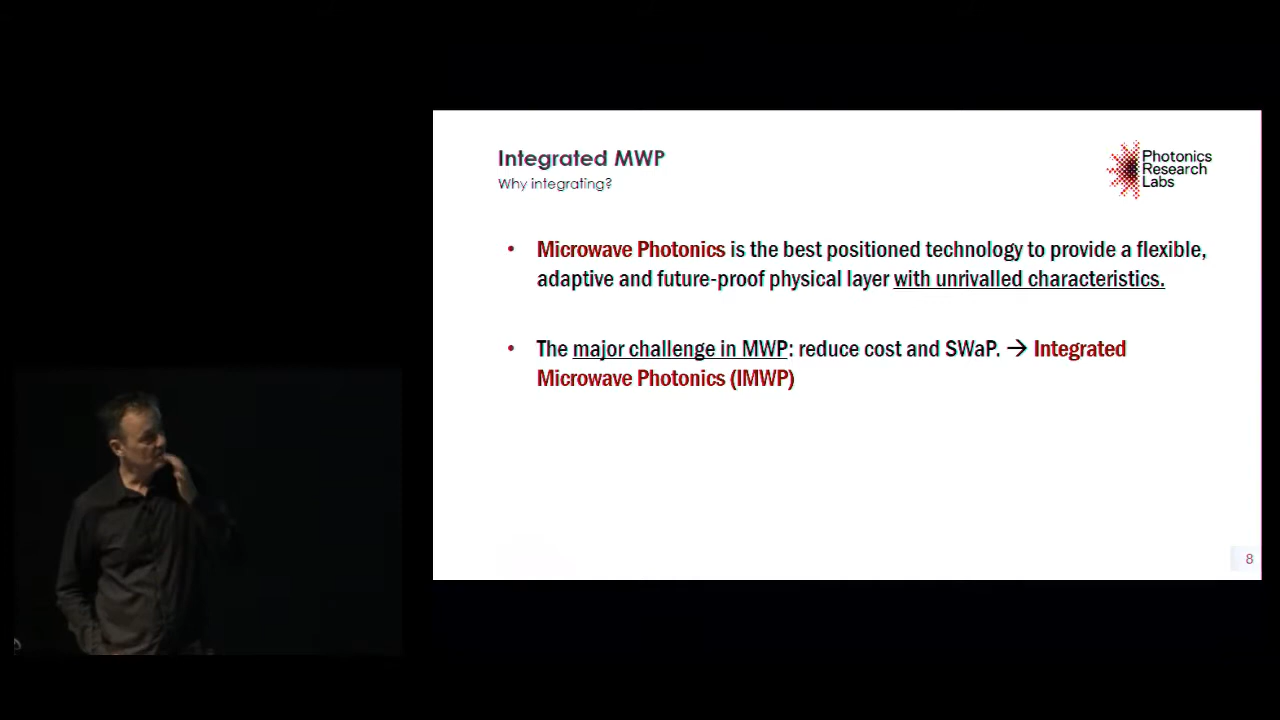 Integrated MWP
Why integrating?
Photonics
Research
Labs
• Microwave Photonics is the best positioned technology to provide a flexible,
adaptive and future-proof physical layer with unrivalled characteristics.
• The major challenge in MWP: reduce cost and SWaP. → Integrated
Microwave Photonics (IMWP)
8